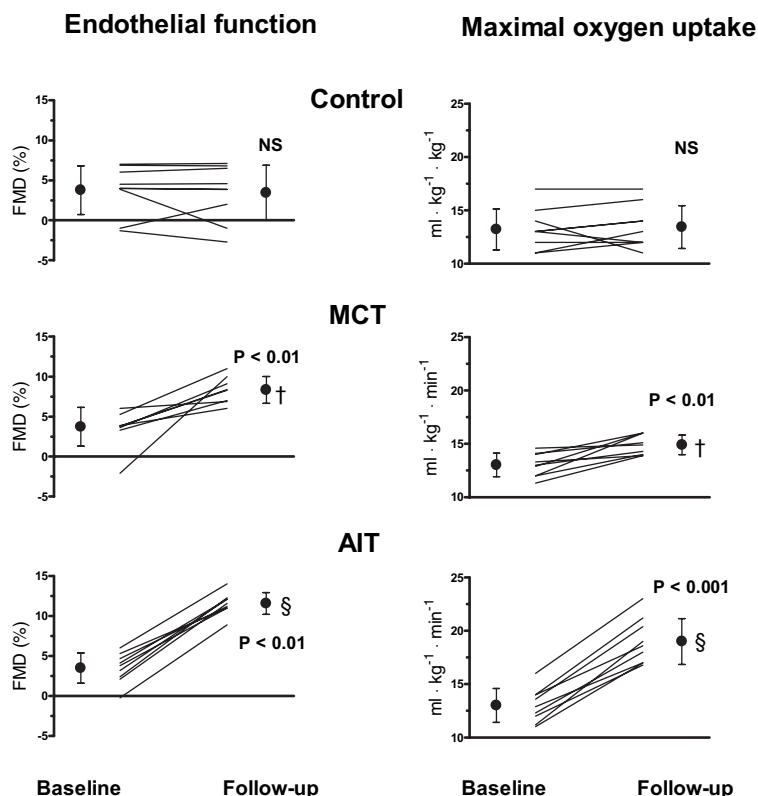 Endothelial function
Maximal oxygen uptake
Control
15
10
5
0
-5
FMD (%)
NS
25
20
15
10
ml · kg-1 · kg-1
NS
MCT
15
10
5
0
-5
FMD (%)
P < 0.01
†
25
20
15
10
ml · kg-1 · min-1
P < 0.01
†
AIT
15
10
5
0
-5
FMD (%)
§
P < 0.01
25
20
15
10
ml · kg-1 · min-1
P < 0.001
§
Baseline Follow-up
Baseline Follow-up